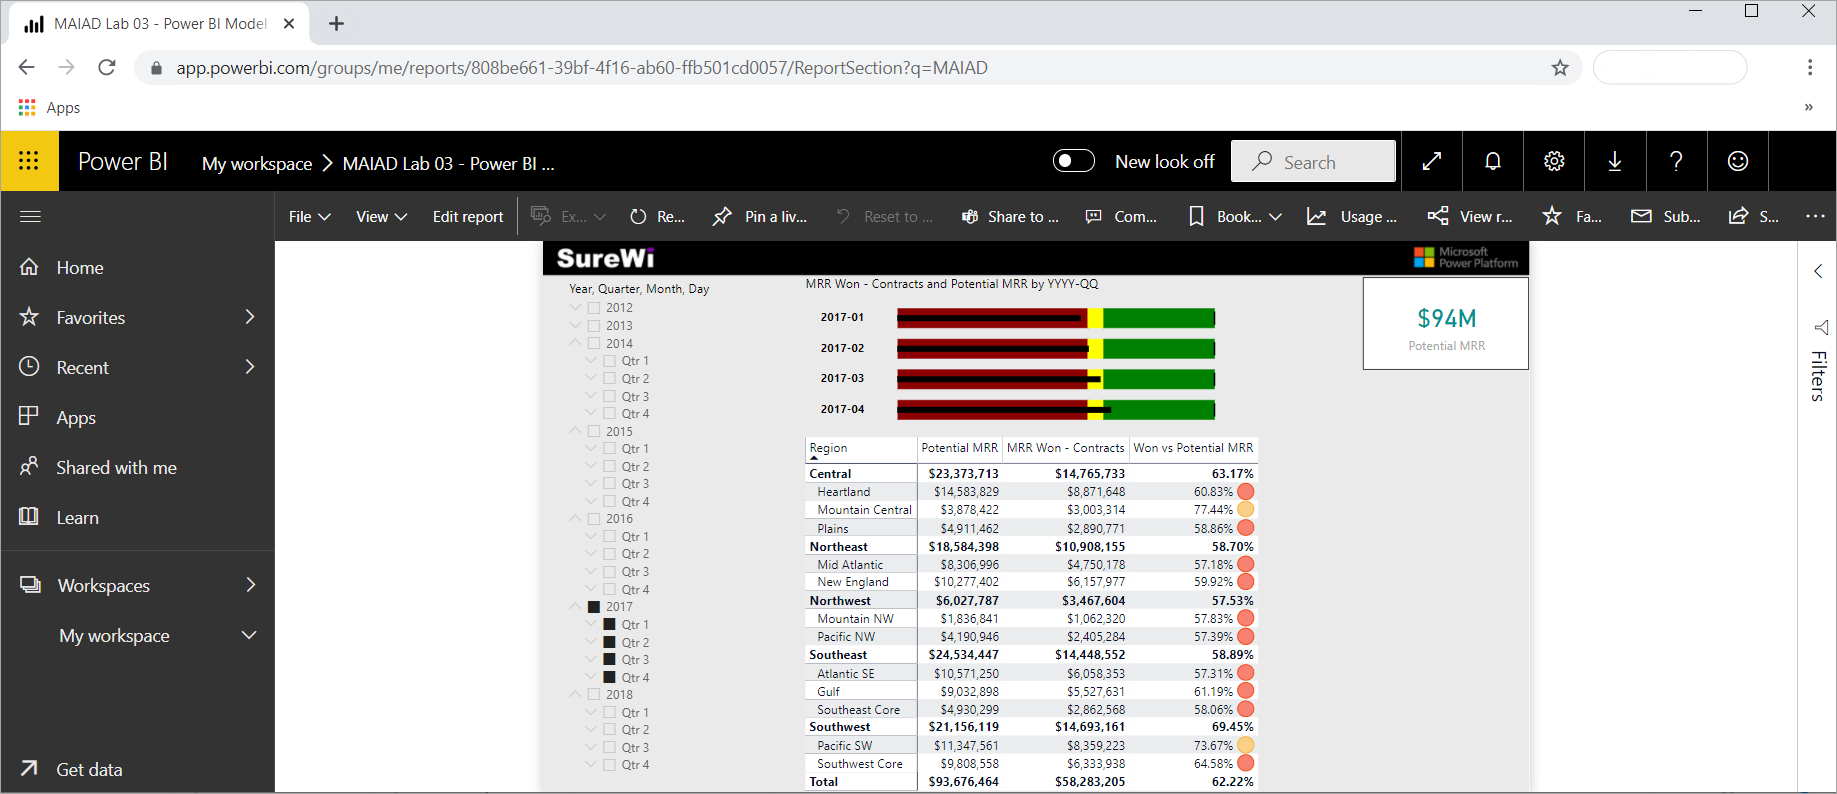 MAIAD Lab 03 - Power BI Model
app.powerbi.com/groups/me/reports/808be661-39bf-4f16-ab60-ffb501cd0057/ReportSection?q=MAIAD
Apps
»
Power BI My workspace > MAIAD Lab 03 - Power BI ... New look off Search
File View Edit report Ex... Re... Pin a liv... Reset to ... Share to ... Com... Book... Usage ... View r... Fa... Sub... S... ...
Home
Favorites
Recent
Apps
Shared with me
Learn
Workspaces
My workspace
Get data
SureWi
Microsoft
Power Platform
Year, Quarter, Month, Day
2012
2013
2014
Qtr 1
Qtr 2
Qtr 3
Qtr 4
2015
Qtr 1
Qtr 2
Qtr 3
Qtr 4
2016
Qtr 1
Qtr 2
Qtr 3
Qtr 4
2017
Qtr 1
Qtr 2
Qtr 3
Qtr 4
2018
Qtr 1
Qtr 2
Qtr 3
Qtr 4
MRR Won - Contracts and Potential MRR by YYYY-QQ
2017-01
2017-02
2017-03
2017-04
$94M
Potential MRR
Region Potential MRR MRR Won - Contracts Won vs Potential MRR
Central $23,373,713 $14,765,733 63.17%
Heartland $14,583,829 $8,871,648 60.83%
Mountain Central $3,878,422 $3,003,314 77.44%
Plains $4,911,462 $2,890,771 58.86%
Northeast $18,584,398 $10,908,155 58.70%
Mid Atlantic $8,306,996 $4,750,178 57.18%
New England $10,277,402 $6,157,977 59.92%
Northwest $6,027,787 $3,467,604 57.53%
Mountain NW $1,836,841 $1,062,320 57.83%
Pacific NW $4,190,946 $2,405,284 57.39%
Southeast $24,534,447 $14,448,552 58.89%
Atlantic SE $10,571,250 $6,058,353 57.31%
Gulf $9,032,898 $5,527,631 61.19%
Southeast Core $4,930,299 $2,862,568 58.06%
Southwest $21,156,119 $14,693,161 69.45%
Pacific SW $11,347,561 $8,359,223 73.67%
Southwest Core $9,808,558 $6,333,938 64.58%
Total $93,676,464 $58,283,205 62.22%
Filters